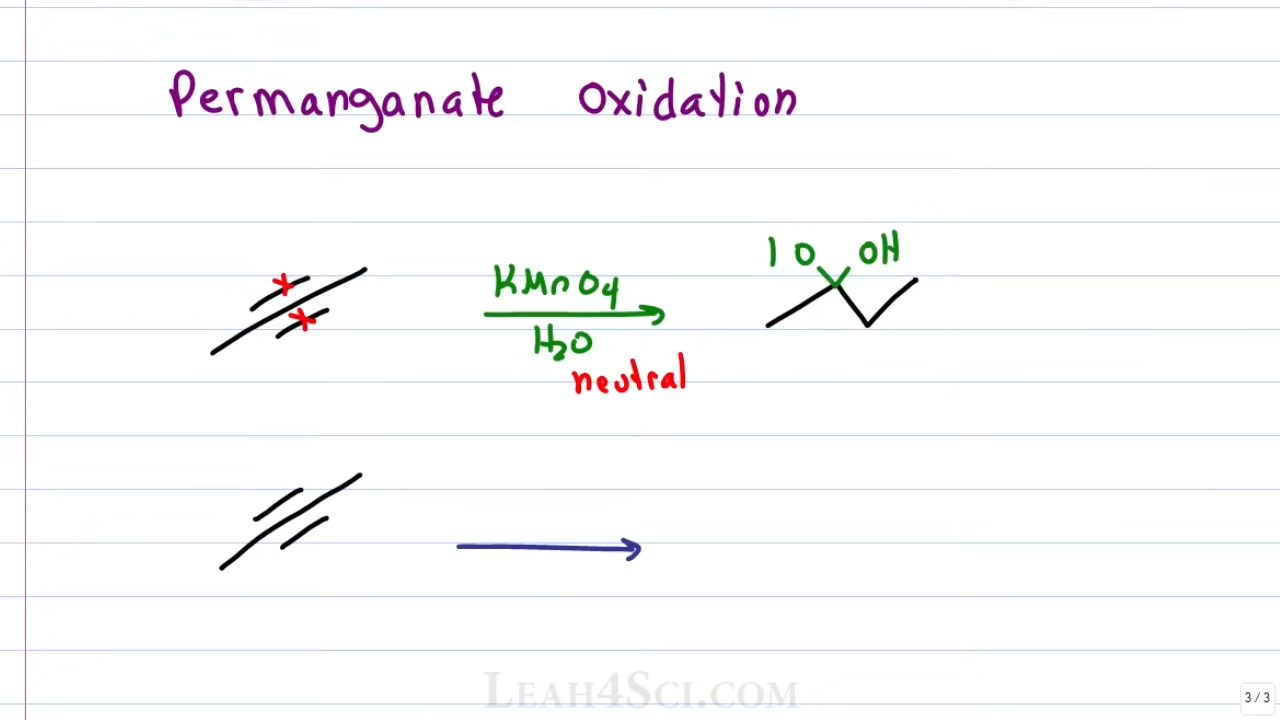 Permanganate Oxidation
I O OH
KMnO4
H2O
neutral
LEAH4SCI.COM
3 / 3